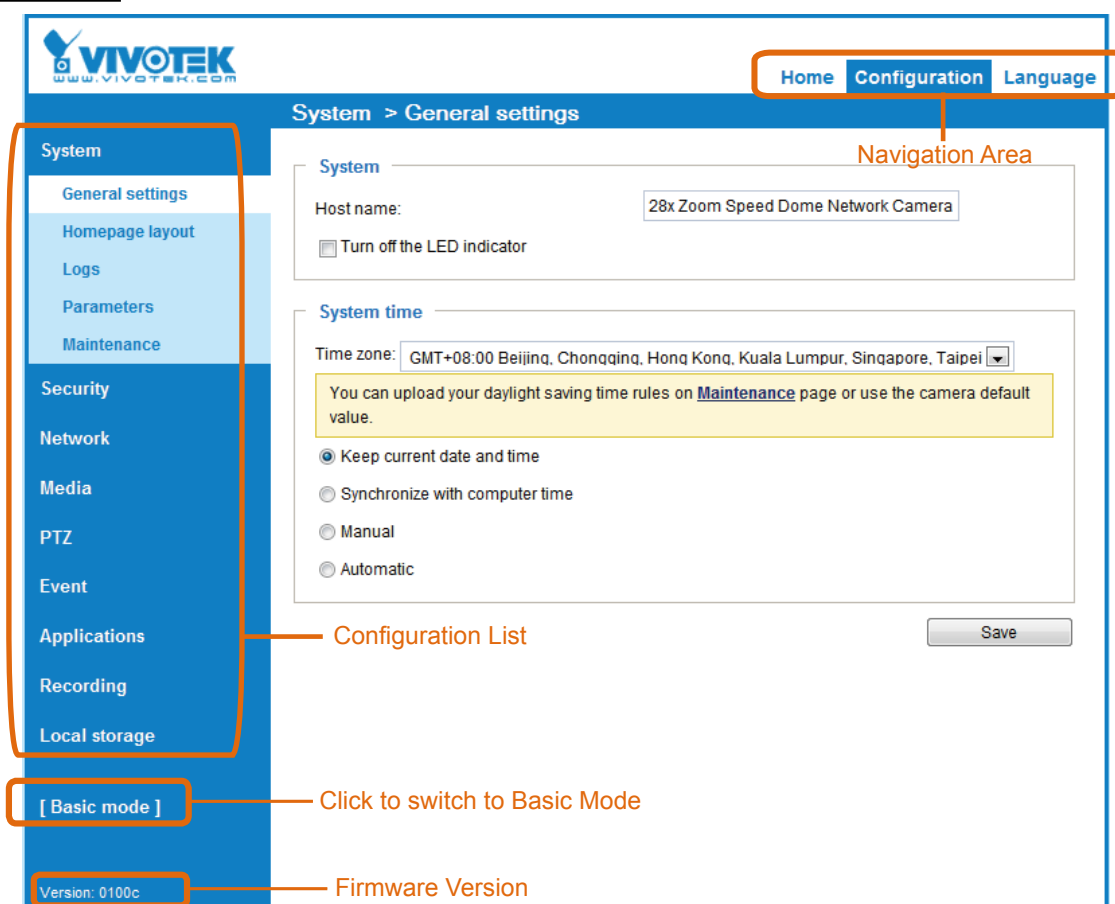 VIVOTEK
www.vivotek.com
Home Configuration Language
System > General settings
Navigation Area
System
General settings
Homepage layout
Logs
Parameters
Maintenance
Security
Network
Media
PTZ
Event
Applications
Recording
Local storage
[ Basic mode ]
Version: 0100c
System
Host name: 28x Zoom Speed Dome Network Camera
Turn off the LED indicator
System time
Time zone: GMT+08:00 Beijing, Chongqing, Hong Kong, Kuala Lumpur, Singapore, Taipei
You can upload your daylight saving time rules on Maintenance page or use the camera default
value.
Keep current date and time
Synchronize with computer time
Manual
Automatic
Save
Configuration List
Click to switch to Basic Mode
Firmware Version